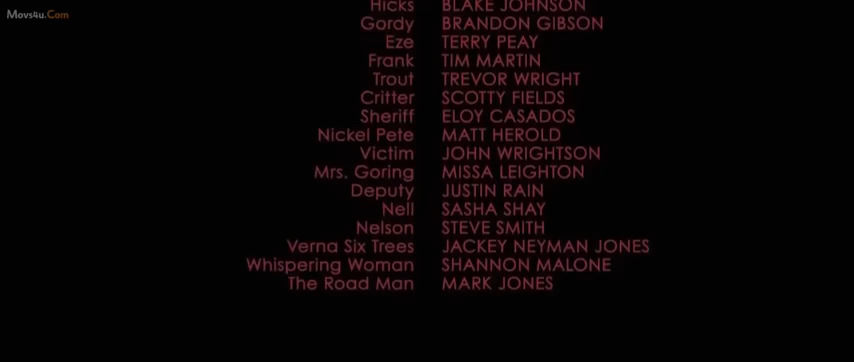 Movs4u.Com
Hicks BLAKE JOHNSON
Gordy BRANDON GIBSON
Eze TERRY PEAY
Frank TIM MARTIN
Trout TREVOR WRIGHT
Critter SCOTTY FIELDS
Sheriff ELOY CASADOS
Nickel Pete MATT HEROLD
Victim JOHN WRIGHTSON
Mrs. Goring MISSA LEIGHTON
Deputy JUSTIN RAIN
Nell SASHA SHAY
Nelson STEVE SMITH
Verna Six Trees JACKEY NEYMAN JONES
Whispering Woman SHANNON MALONE
The Road Man MARK JONES